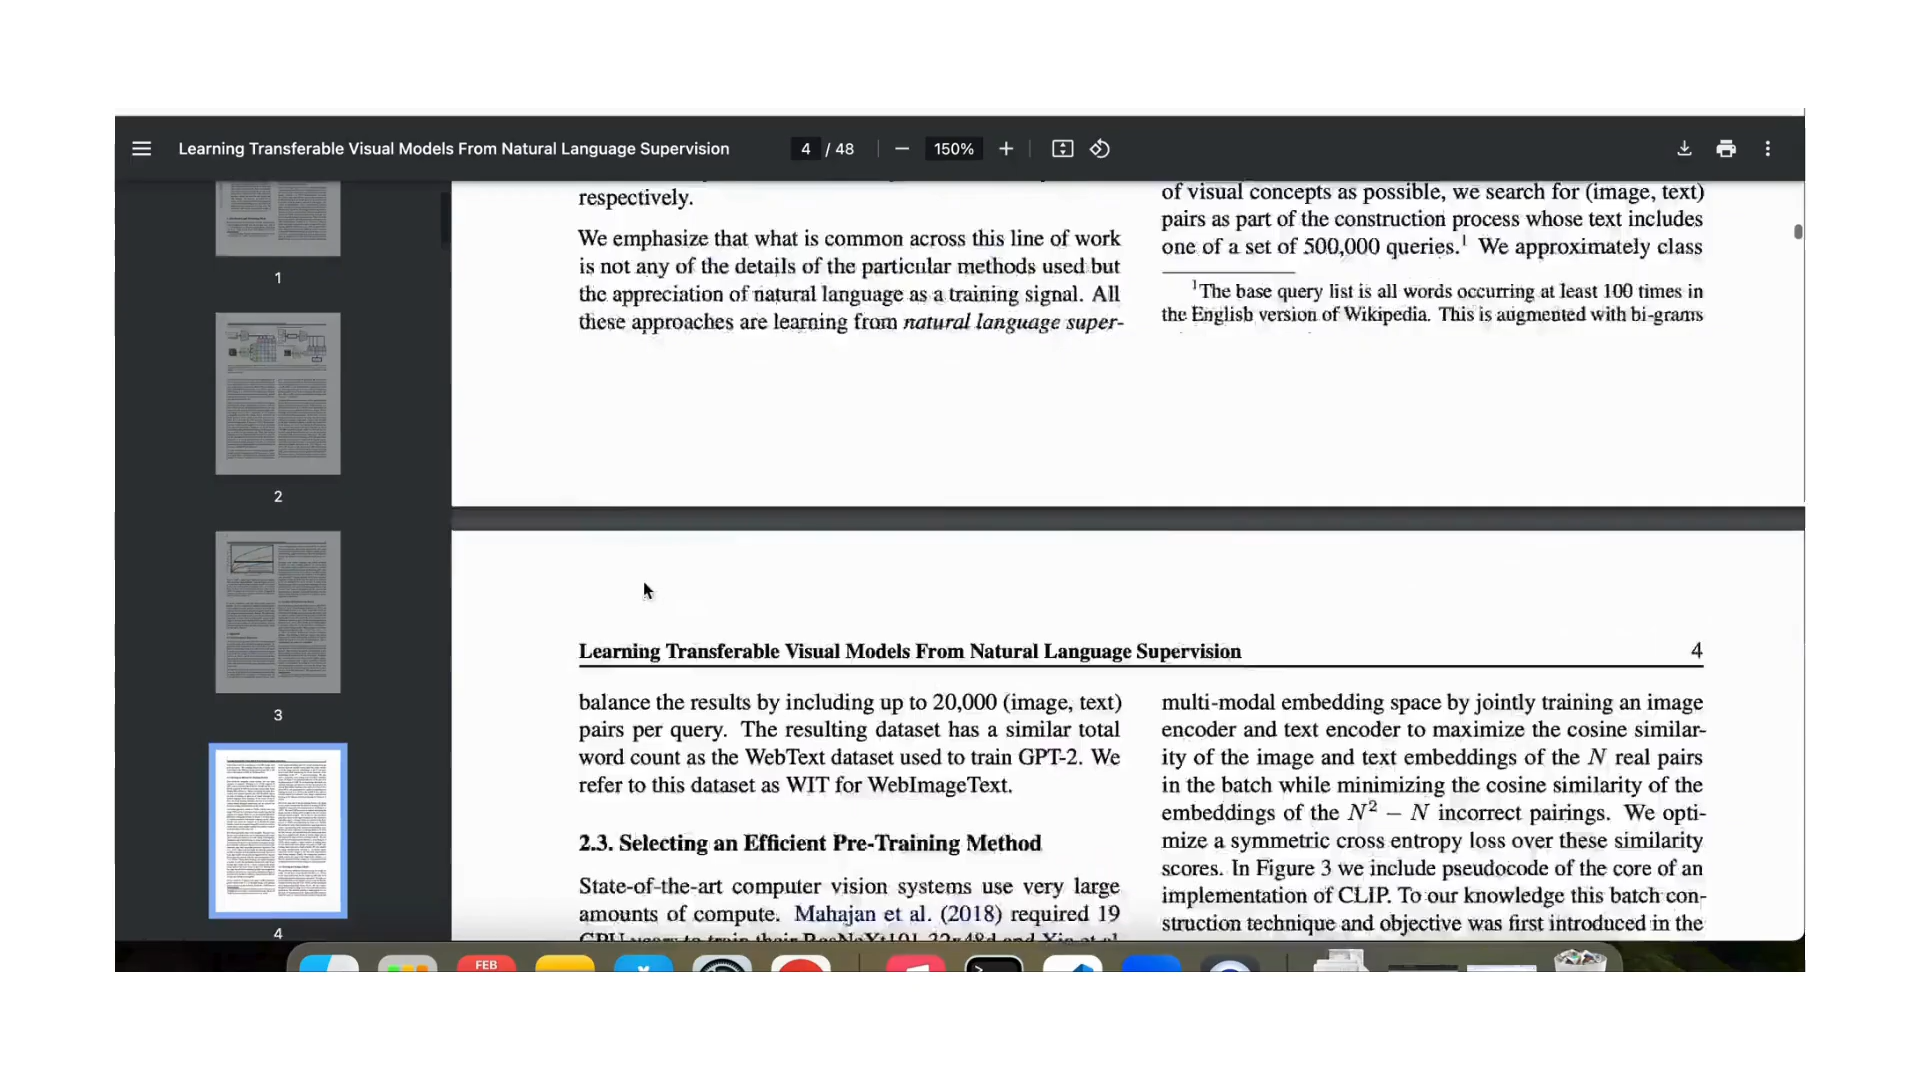 Learning Transferable Visual Models From Natural Language Supervision
4 / 48
150%
1
2
3
4
respectively.
We emphasize that what is common across this line of work
is not any of the details of the particular methods used but
the appreciation of natural language as a training signal. All
these approaches are learning from natural language super-
of visual concepts as possible, we search for (image, text)
pairs as part of the construction process whose text includes
one of a set of 500,000 queries.¹ We approximately class
¹The base query list is all words occurring at least 100 times in
the English version of Wikipedia. This is augmented with bi-grams
Learning Transferable Visual Models From Natural Language Supervision
4
balance the results by including up to 20,000 (image, text)
pairs per query. The resulting dataset has a similar total
word count as the WebText dataset used to train GPT-2. We
refer to this dataset as WIT for WebImageText.
2.3. Selecting an Efficient Pre-Training Method
State-of-the-art computer vision systems use very large
amounts of compute. Mahajan et al. (2018) required 19
GPU years to train their ResNeXt101-32x48d and Xie et al.
multi-modal embedding space by jointly training an image
encoder and text encoder to maximize the cosine similar-
ity of the image and text embeddings of the N real pairs
in the batch while minimizing the cosine similarity of the
embeddings of the N² − N incorrect pairings. We opti-
mize a symmetric cross entropy loss over these similarity
scores. In Figure 3 we include pseudocode of the core of an
implementation of CLIP. To our knowledge this batch con-
struction technique and objective was first introduced in the
FEB